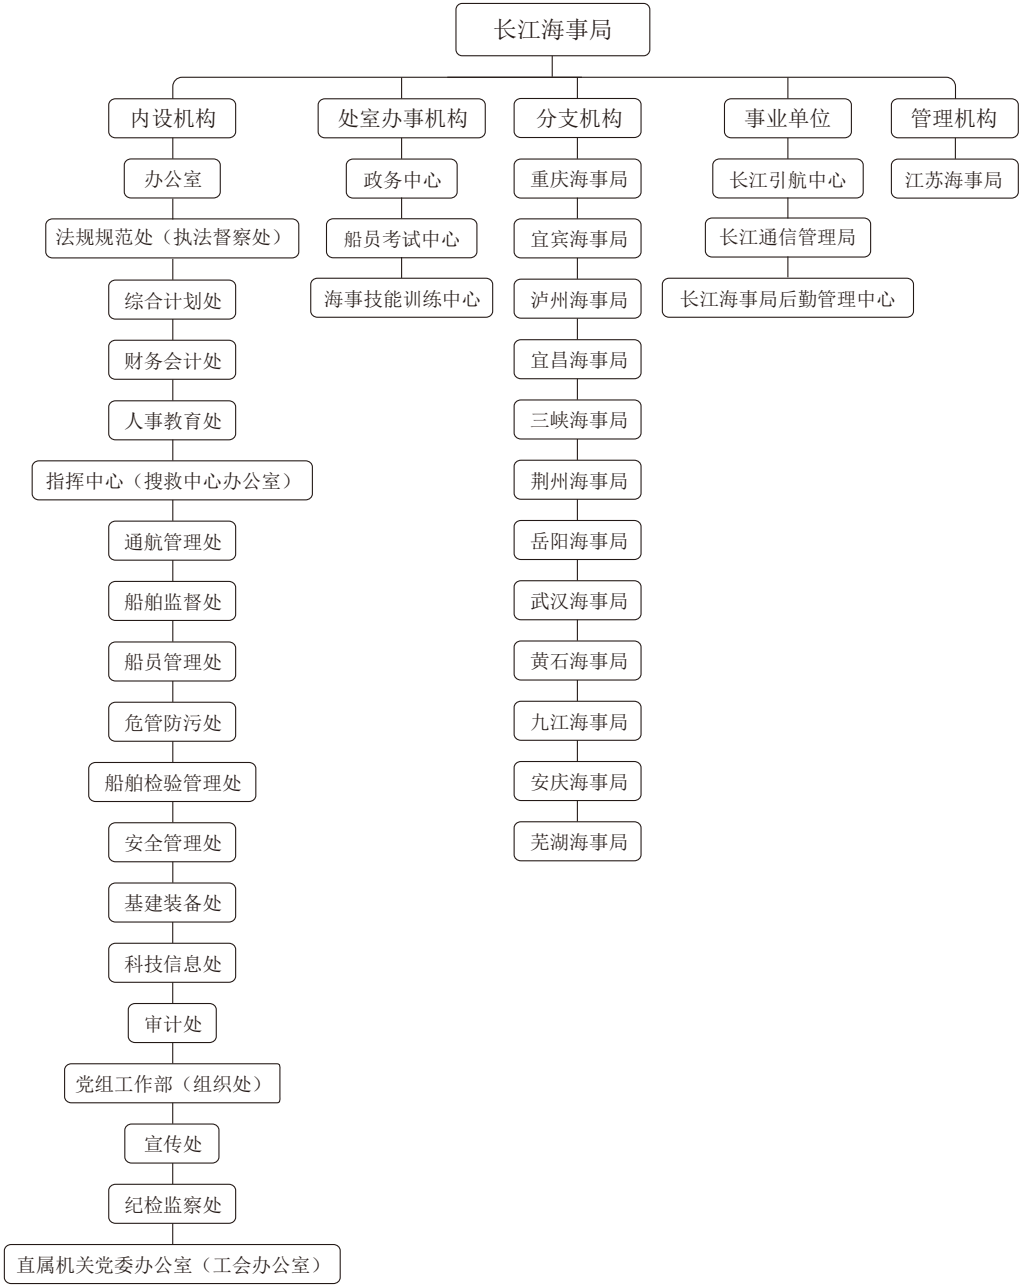 长江海事局
内设机构
办公室
法规规范处（执法督察处）
综合计划处
财务会计处
人事教育处
指挥中心（搜救中心办公室）
通航管理处
船舶监督处
船员管理处
危管防污处
船舶检验管理处
安全管理处
基建装备处
科技信息处
审计处
党组工作部（组织处）
宣传处
纪检监察处
直属机关党委办公室（工会办公室）
处室办事机构
政务中心
船员考试中心
海事技能训练中心
分支机构
重庆海事局
宜宾海事局
泸州海事局
宜昌海事局
三峡海事局
荆州海事局
岳阳海事局
武汉海事局
黄石海事局
九江海事局
安庆海事局
芜湖海事局
事业单位
长江引航中心
长江通信管理局
长江海事局后勤管理中心
管理机构
江苏海事局